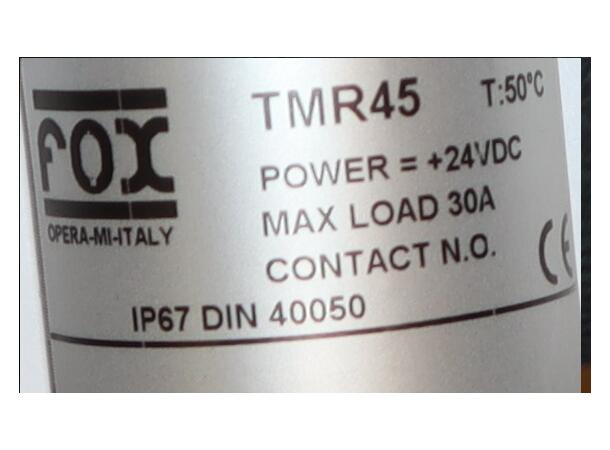 FOX
OPERA-MI-ITALY
TMR45 T:50°C
POWER = +24VDC
MAX LOAD 30A
CONTACT N.O.
CE
IP67 DIN 40050